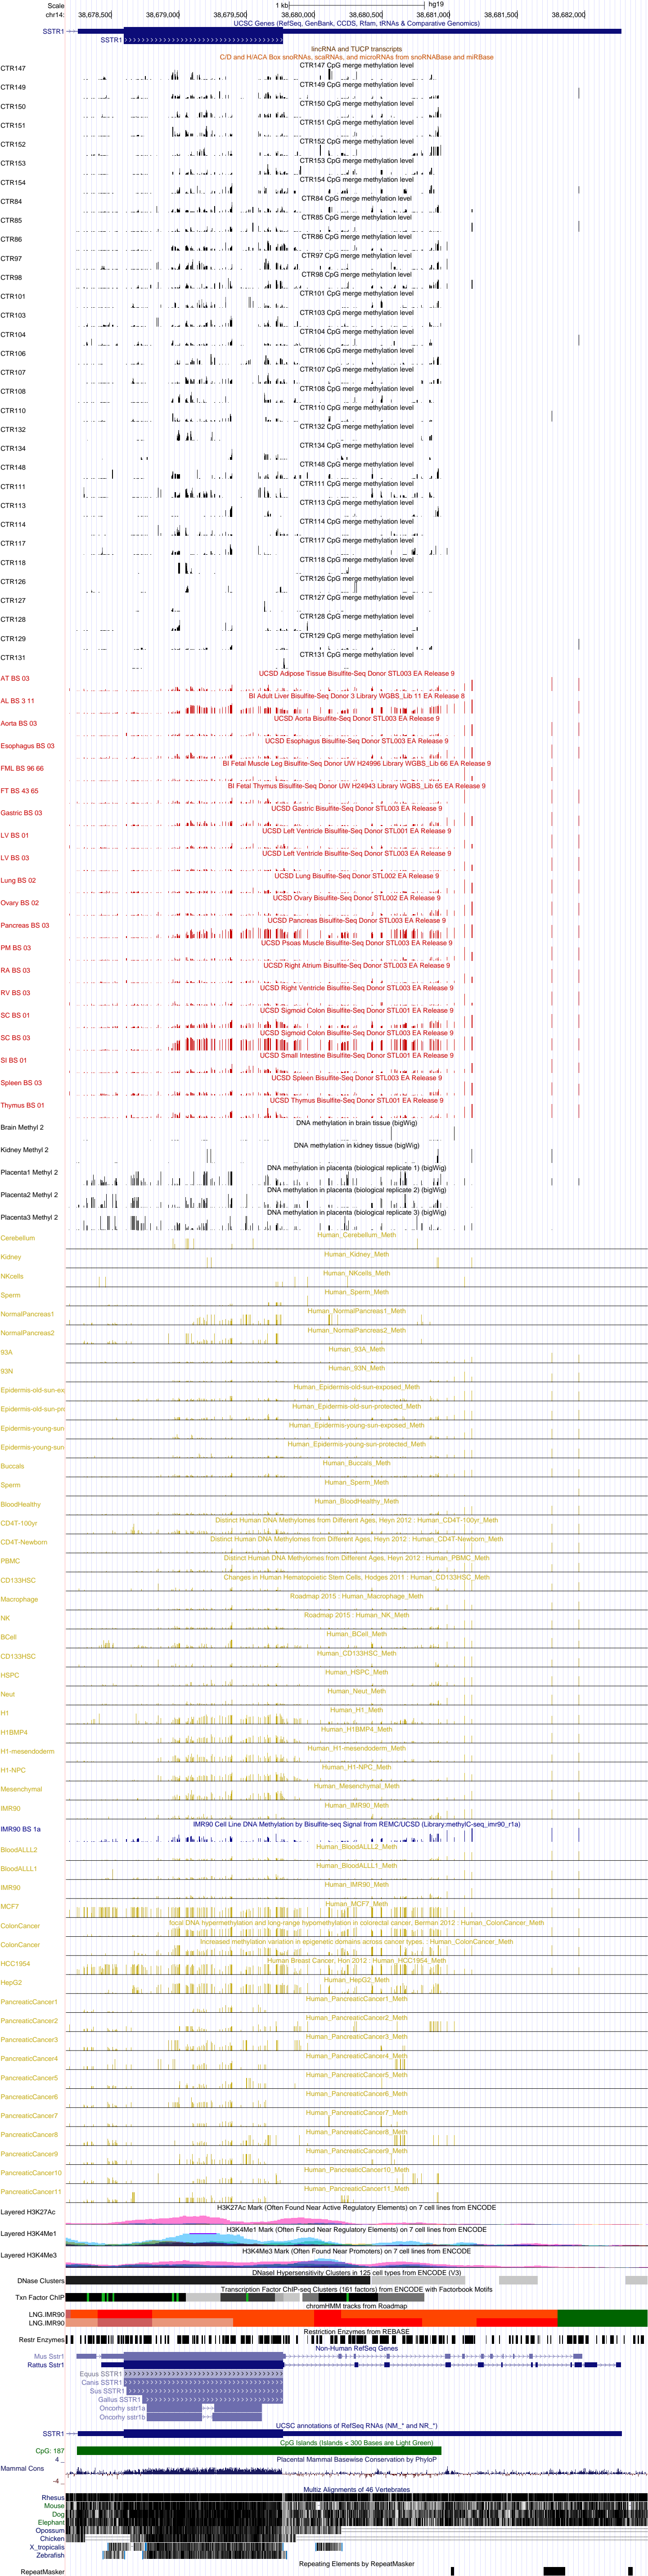 Scale 1 kb hg19
chr14: 38,678,500 38,679,000 38,679,500 38,680,000 38,680,500 38,681,000 38,681,500 38,682,000
UCSC Genes (RefSeq, GenBank, CCDS, Rfam, tRNAs & Comparative Genomics)
SSTR1
SSTR1
lincRNA and TUCP transcripts
C/D and H/ACA Box snoRNAs, scaRNAs, and microRNAs from snoRNABase and miRBase
CTR147 CpG merge methylation level
CTR147
CTR149 CpG merge methylation level
CTR149
CTR150 CpG merge methylation level
CTR150
CTR151 CpG merge methylation level
CTR151
CTR152 CpG merge methylation level
CTR152
CTR153 CpG merge methylation level
CTR153
CTR154 CpG merge methylation level
CTR154
CTR84 CpG merge methylation level
CTR84
CTR85 CpG merge methylation level
CTR85
CTR86 CpG merge methylation level
CTR86
CTR97 CpG merge methylation level
CTR97
CTR98 CpG merge methylation level
CTR98
CTR101 CpG merge methylation level
CTR101
CTR103 CpG merge methylation level
CTR103
CTR104 CpG merge methylation level
CTR104
CTR106 CpG merge methylation level
CTR106
CTR107 CpG merge methylation level
CTR107
CTR108 CpG merge methylation level
CTR108
CTR110 CpG merge methylation level
CTR110
CTR132 CpG merge methylation level
CTR132
CTR134 CpG merge methylation level
CTR134
CTR148 CpG merge methylation level
CTR148
CTR111 CpG merge methylation level
CTR111
CTR113 CpG merge methylation level
CTR113
CTR114 CpG merge methylation level
CTR114
CTR117 CpG merge methylation level
CTR117
CTR118 CpG merge methylation level
CTR118
CTR126 CpG merge methylation level
CTR126
CTR127 CpG merge methylation level
CTR127
CTR128 CpG merge methylation level
CTR128
CTR129 CpG merge methylation level
CTR129
CTR131 CpG merge methylation level
CTR131
UCSD Adipose Tissue Bisulfite-Seq Donor STL003 EA Release 9
AT BS 03
BI Adult Liver Bisulfite-Seq Donor 3 Library WGBS_Lib 11 EA Release 8
AL BS 3 11
UCSD Aorta Bisulfite-Seq Donor STL003 EA Release 9
Aorta BS 03
UCSD Esophagus Bisulfite-Seq Donor STL003 EA Release 9
Esophagus BS 03
BI Fetal Muscle Leg Bisulfite-Seq Donor UW H24996 Library WGBS_Lib 66 EA Release 9
FML BS 96 66
BI Fetal Thymus Bisulfite-Seq Donor UW H24943 Library WGBS_Lib 65 EA Release 9
FT BS 43 65
UCSD Gastric Bisulfite-Seq Donor STL003 EA Release 9
Gastric BS 03
UCSD Left Ventricle Bisulfite-Seq Donor STL001 EA Release 9
LV BS 01
UCSD Left Ventricle Bisulfite-Seq Donor STL003 EA Release 9
LV BS 03
UCSD Lung Bisulfite-Seq Donor STL002 EA Release 9
Lung BS 02
UCSD Ovary Bisulfite-Seq Donor STL002 EA Release 9
Ovary BS 02
UCSD Pancreas Bisulfite-Seq Donor STL003 EA Release 9
Pancreas BS 03
UCSD Psoas Muscle Bisulfite-Seq Donor STL003 EA Release 9
PM BS 03
UCSD Right Atrium Bisulfite-Seq Donor STL003 EA Release 9
RA BS 03
UCSD Right Ventricle Bisulfite-Seq Donor STL003 EA Release 9
RV BS 03
UCSD Sigmoid Colon Bisulfite-Seq Donor STL001 EA Release 9
SC BS 01
UCSD Sigmoid Colon Bisulfite-Seq Donor STL003 EA Release 9
SC BS 03
UCSD Small Intestine Bisulfite-Seq Donor STL001 EA Release 9
SI BS 01
UCSD Spleen Bisulfite-Seq Donor STL003 EA Release 9
Spleen BS 03
UCSD Thymus Bisulfite-Seq Donor STL001 EA Release 9
Thymus BS 01
DNA methylation in brain tissue (bigWig)
Brain Methyl 2
DNA methylation in kidney tissue (bigWig)
Kidney Methyl 2
DNA methylation in placenta (biological replicate 1) (bigWig)
Placenta1 Methyl 2
DNA methylation in placenta (biological replicate 2) (bigWig)
Placenta2 Methyl 2
DNA methylation in placenta (biological replicate 3) (bigWig)
Placenta3 Methyl 2
Human_Cerebellum_Meth
Cerebellum
Human_Kidney_Meth
Kidney
Human_NKcells_Meth
NKcells
Human_Sperm_Meth
Sperm
Human_NormalPancreas1_Meth
NormalPancreas1
Human_NormalPancreas2_Meth
NormalPancreas2
Human_93A_Meth
93A
Human_93N_Meth
93N
Human_Epidermis-old-sun-exposed_Meth
Epidermis-old-sun-ex
Human_Epidermis-old-sun-protected_Meth
Epidermis-old-sun-pr
Human_Epidermis-young-sun-exposed_Meth
Epidermis-young-sun
Human_Epidermis-young-sun-protected_Meth
Epidermis-young-sun
Human_Buccals_Meth
Buccals
Human_Sperm_Meth
Sperm
Human_BloodHealthy_Meth
BloodHealthy
Distinct Human DNA Methylomes from Different Ages, Heyn 2012 : Human_CD4T-100yr_Meth
CD4T-100yr
Distinct Human DNA Methylomes from Different Ages, Heyn 2012 : Human_CD4T-Newborn_Meth
CD4T-Newborn
Distinct Human DNA Methylomes from Different Ages, Heyn 2012 : Human_PBMC_Meth
PBMC
Changes in Human Hematopoietic Stem Cells, Hodges 2011 : Human_CD133HSC_Meth
CD133HSC
Roadmap 2015 : Human_Macrophage_Meth
Macrophage
Roadmap 2015 : Human_NK_Meth
NK
Human_BCell_Meth
BCell
Human_CD133HSC_Meth
CD133HSC
Human_HSPC_Meth
HSPC
Human_Neut_Meth
Neut
Human_H1_Meth
H1
Human_H1BMP4_Meth
H1BMP4
Human_H1-mesendoderm_Meth
H1-mesendoderm
Human_H1-NPC_Meth
H1-NPC
Human_Mesenchymal_Meth
Mesenchymal
Human_IMR90_Meth
IMR90
IMR90 Cell Line DNA Methylation by Bisulfite-seq Signal from REMC/UCSD (Library:methylC-seq_imr90_r1a)
IMR90 BS 1a
Human_BloodALLL2_Meth
BloodALLL2
Human_BloodALLL1_Meth
BloodALLL1
Human_IMR90_Meth
IMR90
Human_MCF7_Meth
MCF7
focal DNA hypermethylation and long-range hypomethylation in colorectal cancer, Berman 2012 : Human_ColonCancer_Meth
ColonCancer
Increased methylation variation in epigenetic domains across cancer types. : Human_ColonCancer_Meth
ColonCancer
Human Breast Cancer, Hon 2012 : Human_HCC1954_Meth
HCC1954
Human_HepG2_Meth
HepG2
Human_PancreaticCancer1_Meth
PancreaticCancer1
Human_PancreaticCancer2_Meth
PancreaticCancer2
Human_PancreaticCancer3_Meth
PancreaticCancer3
Human_PancreaticCancer4_Meth
PancreaticCancer4
Human_PancreaticCancer5_Meth
PancreaticCancer5
Human_PancreaticCancer6_Meth
PancreaticCancer6
Human_PancreaticCancer7_Meth
PancreaticCancer7
Human_PancreaticCancer8_Meth
PancreaticCancer8
Human_PancreaticCancer9_Meth
PancreaticCancer9
Human_PancreaticCancer10_Meth
PancreaticCancer10
Human_PancreaticCancer11_Meth
PancreaticCancer11
H3K27Ac Mark (Often Found Near Active Regulatory Elements) on 7 cell lines from ENCODE
Layered H3K27Ac
H3K4Me1 Mark (Often Found Near Regulatory Elements) on 7 cell lines from ENCODE
Layered H3K4Me1
H3K4Me3 Mark (Often Found Near Promoters) on 7 cell lines from ENCODE
Layered H3K4Me3
DNaseI Hypersensitivity Clusters in 125 cell types from ENCODE (V3)
DNase Clusters
Transcription Factor ChIP-seq Clusters (161 factors) from ENCODE with Factorbook Motifs
Txn Factor ChIP
chromHMM tracks from Roadmap
LNG.IMR90
LNG.IMR90
Restriction Enzymes from REBASE
Restr Enzymes
Non-Human RefSeq Genes
Mus Sstr1
Rattus Sstr1
Equus SSTR1
Canis SSTR1
Sus SSTR1
Gallus SSTR1
Oncorhy sstr1a
Oncorhy sstr1b
UCSC annotations of RefSeq RNAs (NM_* and NR_*)
SSTR1
CpG Islands (Islands < 300 Bases are Light Green)
CpG: 187
Placental Mammal Basewise Conservation by PhyloP
4
Mammal Cons
-4
Multiz Alignments of 46 Vertebrates
Rhesus
Mouse
Dog
Elephant
Opossum
Chicken
X_tropicalis
Zebrafish
Repeating Elements by RepeatMasker
RepeatMasker